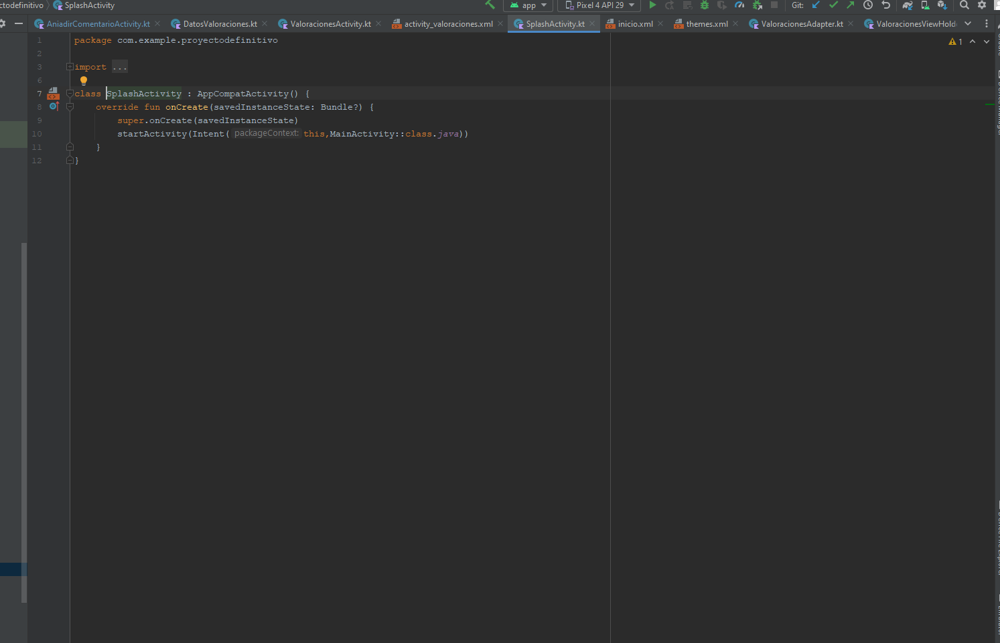 ctodefinitivo SplashActivity app Pixel 4 API 29 Git:
AniadirComentarioActivity.kt DatosValoraciones.kt ValoracionesActivity.kt activity_valoraciones.xml SplashActivity.kt inicio.xml themes.xml ValoracionesAdapter.kt ValoracionesViewHold
1 package com.example.proyectodefinitivo 1
2
3 import ...
6
7 class SplashActivity : AppCompatActivity() {
8 override fun onCreate(savedInstanceState: Bundle?) {
9 super.onCreate(savedInstanceState)
10 startActivity(Intent( packageContext: this,MainActivity::class.java))
11 }
12 }